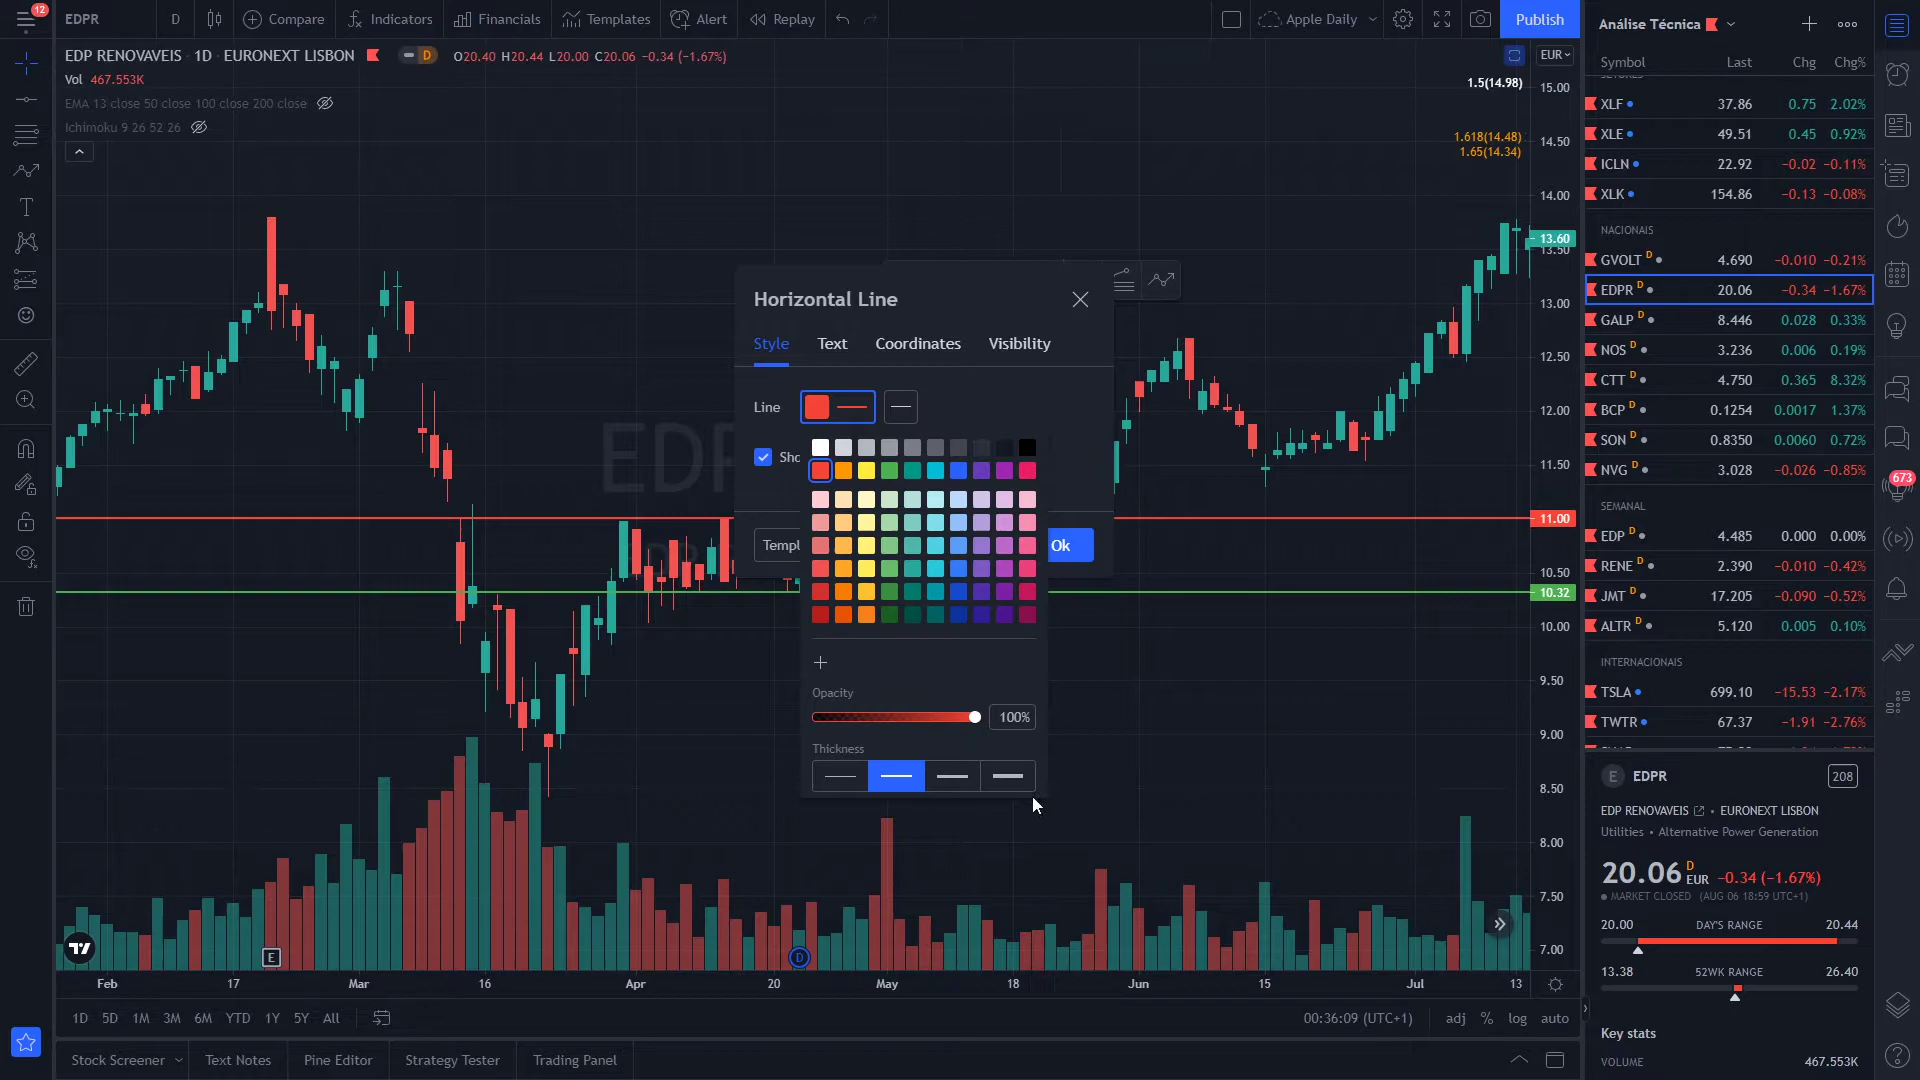 12
EDPR D Compare Indicators Financials Templates Alert Replay Apple Daily Publish
Análise Técnica
EDP RENOVAVEIS · 1D · EURONEXT LISBON D O20.40 H20.44 L20.00 C20.06 −0.34 (−1.67%)
EUR
Vol 467.553K
EMA 13 close 50 close 100 close 200 close
Ichimoku 9 26 52 26
1.5(14.98)
1.618(14.48)
1.65(14.34)
15.00
14.50
14.00
13.60
13.50
13.00
12.50
12.00
11.50
11.00
10.50
10.32
10.00
9.50
9.00
8.50
8.00
7.50
7.00
Horizontal Line
Style Text Coordinates Visibility
Line
Sho
Templ
Ok
Opacity
100%
Thickness
E
D
Feb 17 Mar 16 Apr 20 May 18 Jun 15 Jul 13
1D 5D 1M 3M 6M YTD 1Y 5Y All
00:36:09 (UTC+1) adj % log auto
Stock Screener Text Notes Pine Editor Strategy Tester Trading Panel
Symbol Last Chg Chg%
XLF 37.86 0.75 2.02%
XLE 49.51 0.45 0.92%
ICLN 22.92 −0.02 −0.11%
XLK 154.86 −0.13 −0.08%
NACIONAIS
GVOLT D 4.690 −0.010 −0.21%
EDPR D 20.06 −0.34 −1.67%
GALP D 8.446 0.028 0.33%
NOS D 3.236 0.006 0.19%
CTT D 4.750 0.365 8.32%
BCP D 0.1254 0.0017 1.37%
SON D 0.8350 0.0060 0.72%
NVG D 3.028 −0.026 −0.85%
SEMANAL
EDP D 4.485 0.000 0.00%
RENE D 2.390 −0.010 −0.42%
JMT D 17.205 −0.090 −0.52%
ALTR D 5.120 0.005 0.10%
INTERNACIONAIS
TSLA 699.10 −15.53 −2.17%
TWTR 67.37 −1.91 −2.76%
E EDPR 208
EDP RENOVAVEIS • EURONEXT LISBON
Utilities • Alternative Power Generation
20.06 D EUR −0.34 (−1.67%)
MARKET CLOSED (AUG 06 18:59 UTC+1)
20.00 DAY'S RANGE 20.44
13.38 52WK RANGE 26.40
Key stats
VOLUME 467.553K
673